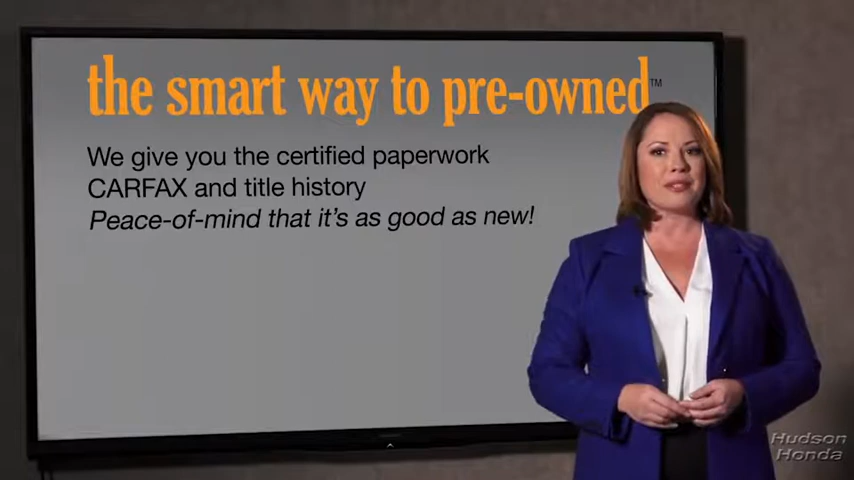 the smart way to pre-owned™
We give you the certified paperwork
CARFAX and title history
Peace-of-mind that it's as good as new!
Hudson
Honda